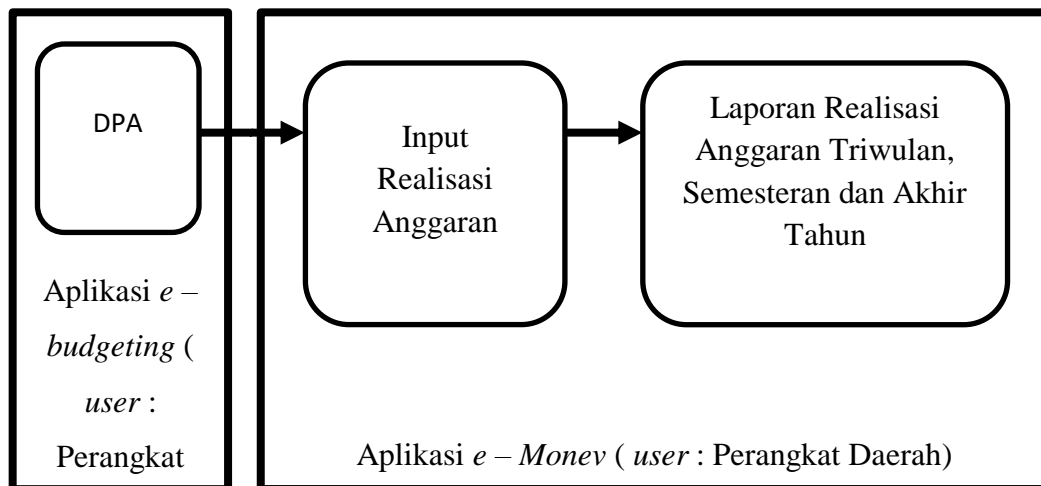 DPA
Aplikasi e –
budgeting (
user :
Perangkat
Input
Realisasi
Anggaran
Laporan Realisasi
Anggaran Triwulan,
Semesteran dan Akhir
Tahun
Aplikasi e – Monev ( user : Perangkat Daerah)